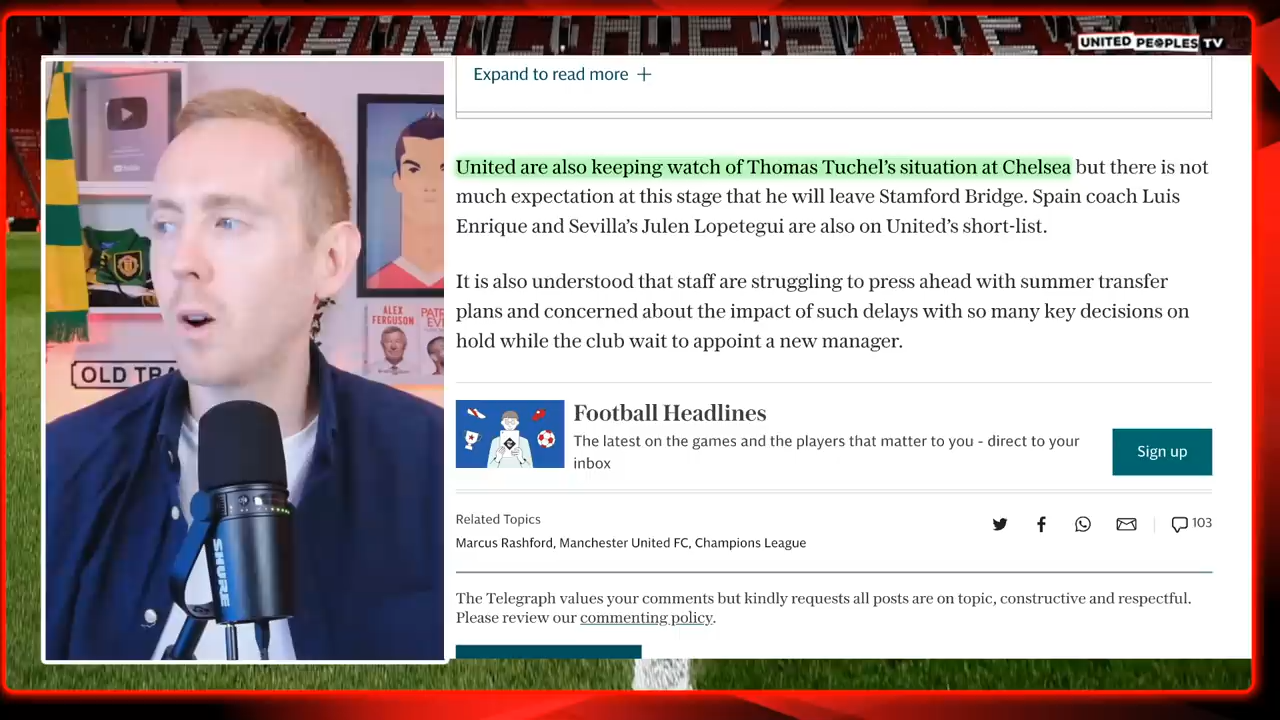 MANCHESTER
UNITED PEOPLES TV
Expand to read more +
United are also keeping watch of Thomas Tuchel's situation at Chelsea but there is not
much expectation at this stage that he will leave Stamford Bridge. Spain coach Luis
Enrique and Sevilla's Julen Lopetegui are also on United's short-list.
It is also understood that staff are struggling to press ahead with summer transfer
plans and concerned about the impact of such delays with so many key decisions on
hold while the club wait to appoint a new manager.
Football Headlines
The latest on the games and the players that matter to you - direct to your
inbox
Sign up
Related Topics
103
Marcus Rashford, Manchester United FC, Champions League
The Telegraph values your comments but kindly requests all posts are on topic, constructive and respectful.
Please review our commenting policy.
YouTube
ALEX
FERGUSON
OLD TRA
SHURE